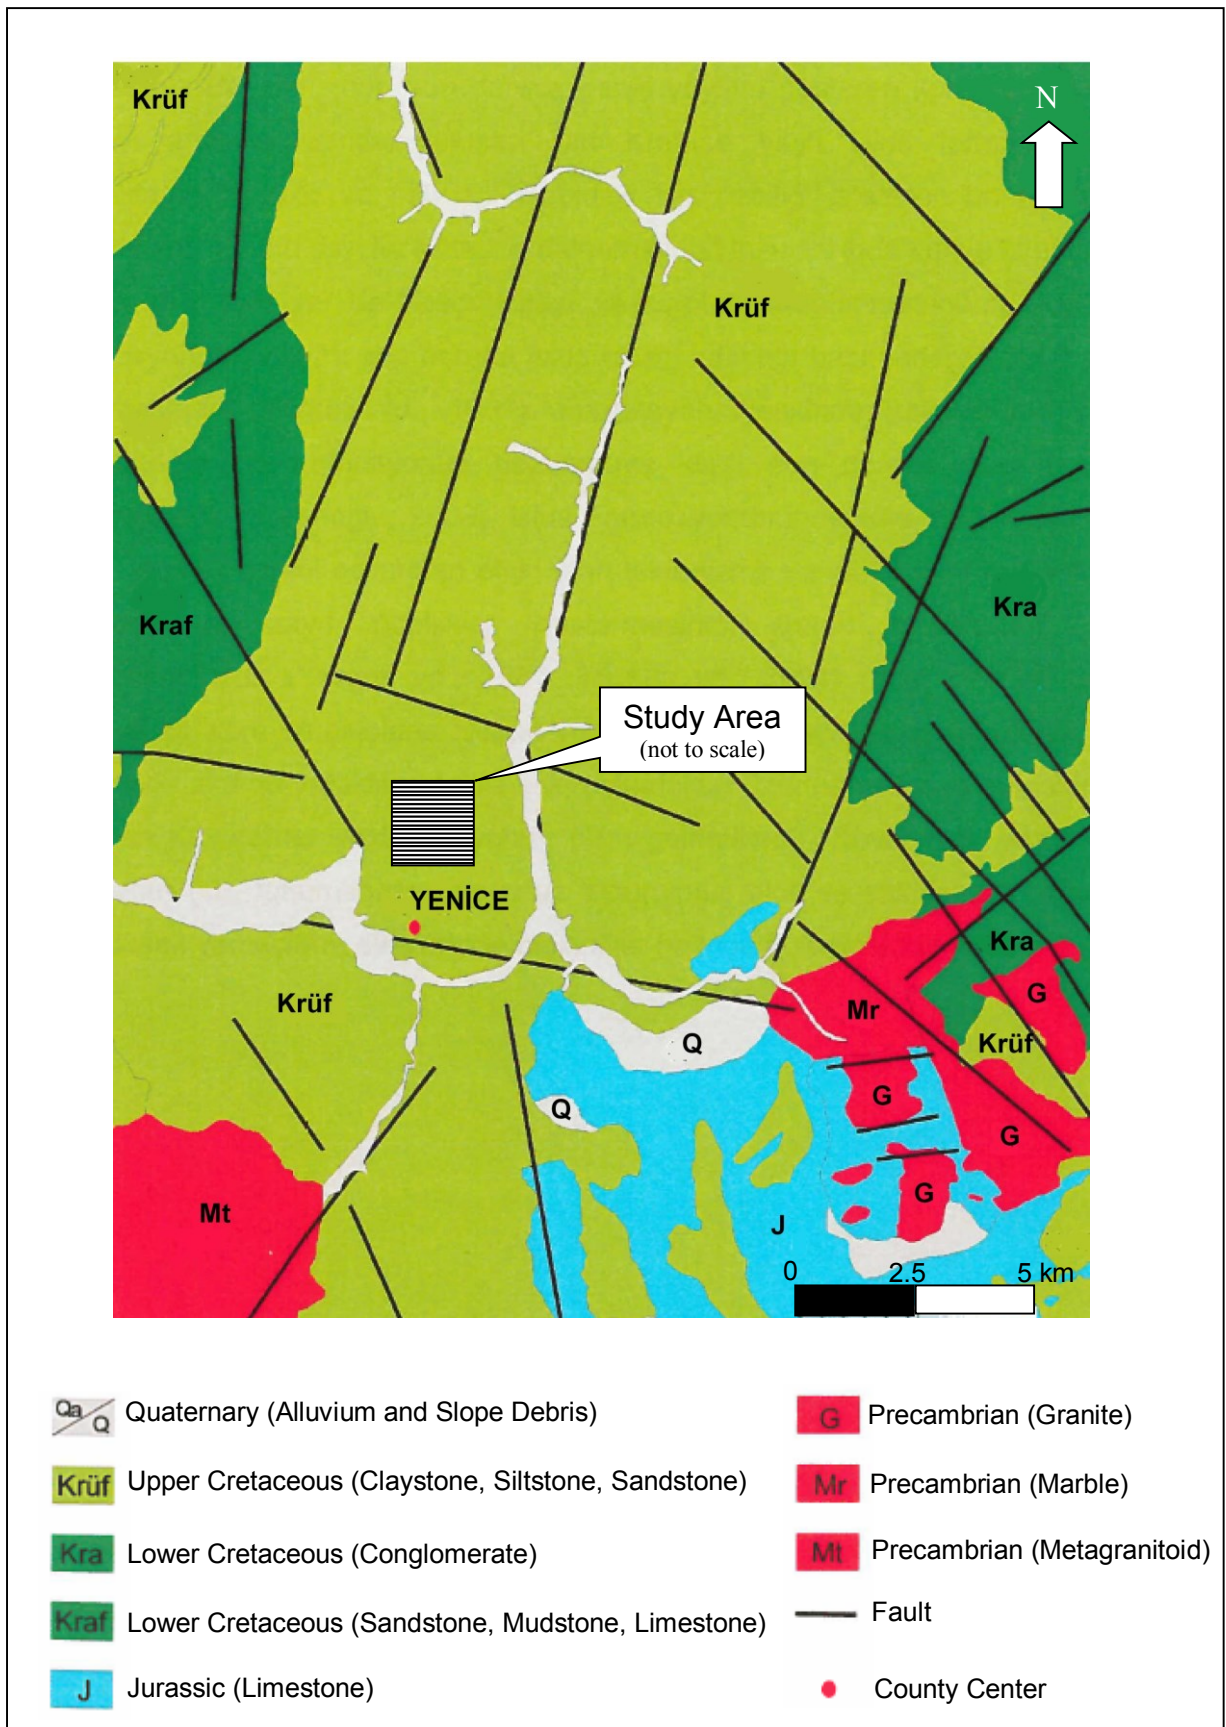 Krüf
N
Krüf
Kraf
Kra
Study Area
(not to scale)
YENİCE
Kra
Krüf
Mr
G
Q
Krüf
G
Q
G
Mt
G
J
0 2.5 5 km
Qa Q Quaternary (Alluvium and Slope Debris)
Krüf Upper Cretaceous (Claystone, Siltstone, Sandstone)
Kra Lower Cretaceous (Conglomerate)
Kraf Lower Cretaceous (Sandstone, Mudstone, Limestone)
J Jurassic (Limestone)
G Precambrian (Granite)
Mr Precambrian (Marble)
Mt Precambrian (Metagranitoid)
Fault
County Center